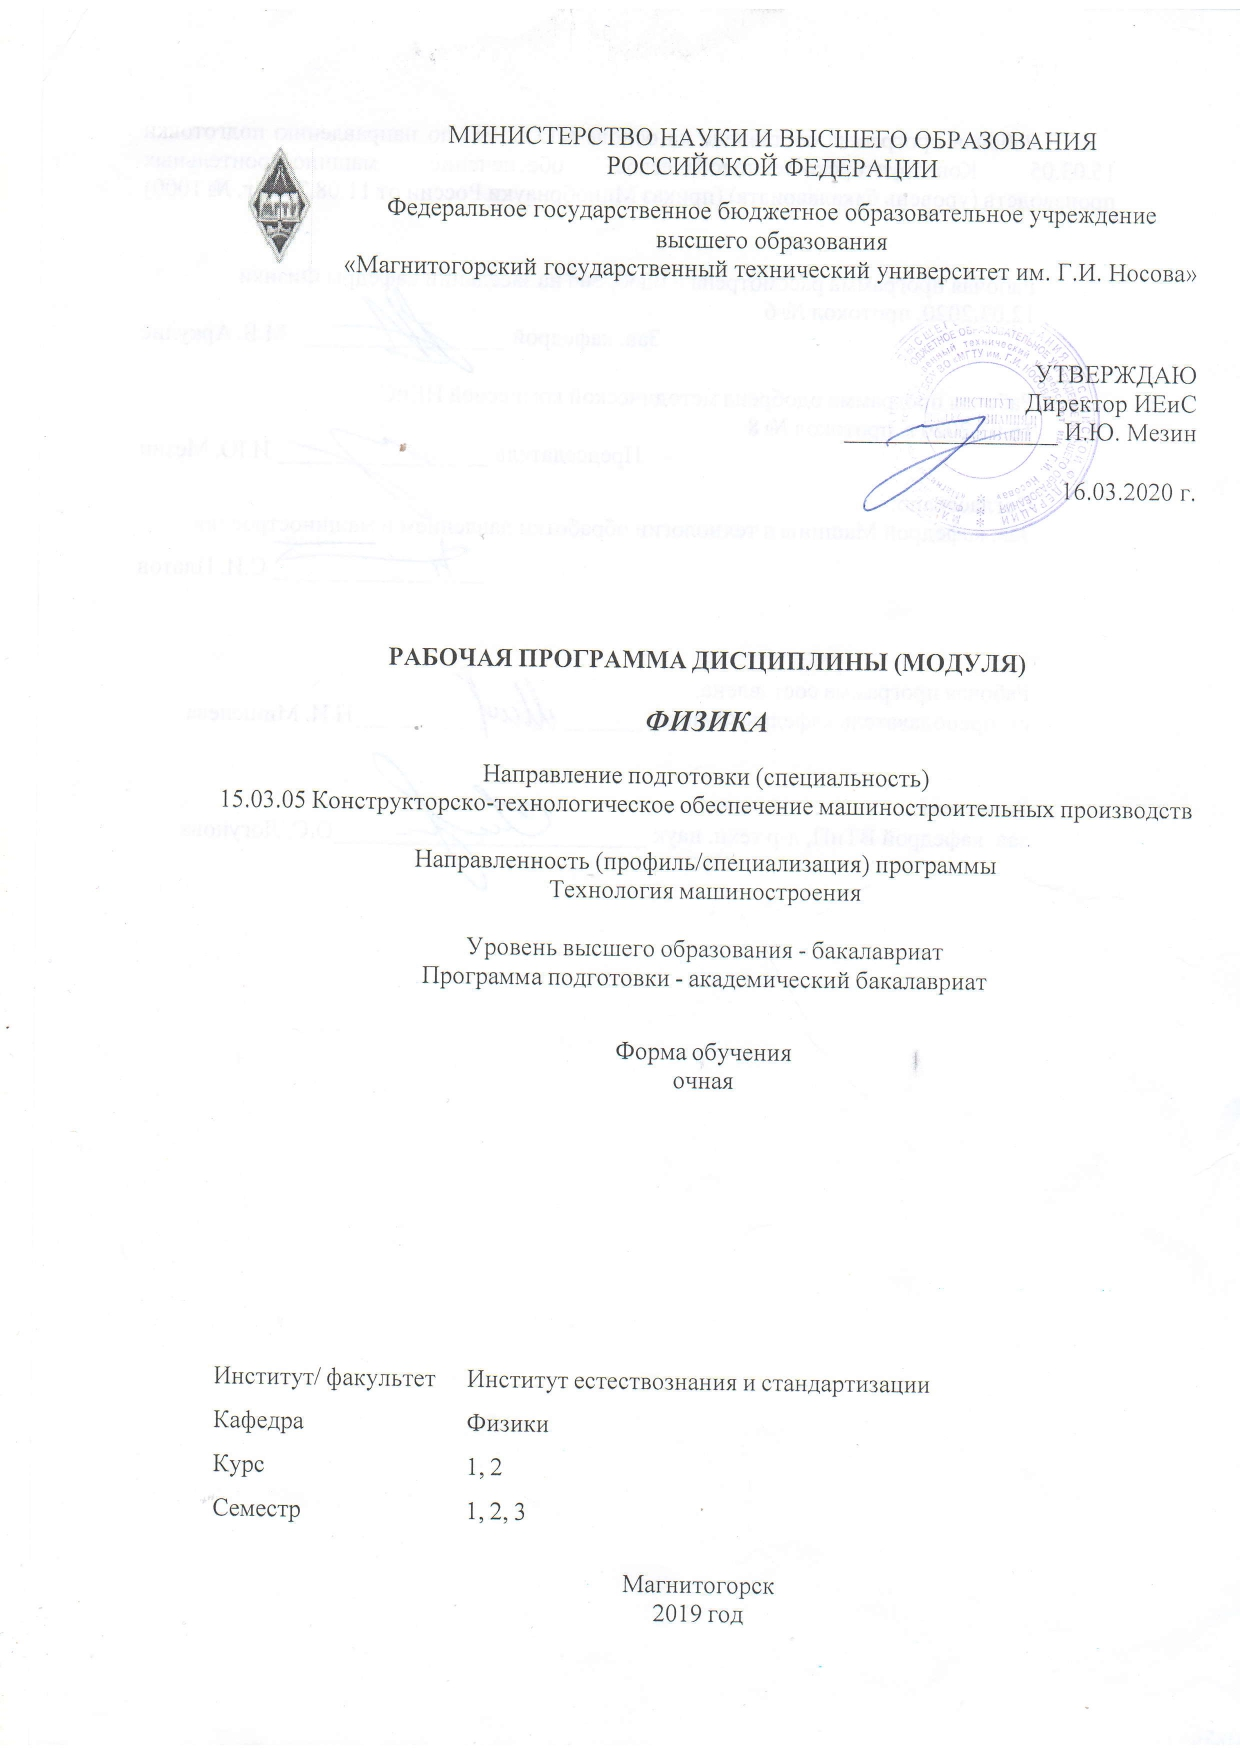 МИНИСТЕРСТВО НАУКИ И ВЫСШЕГО ОБРАЗОВАНИЯ
РОССИЙСКОЙ ФЕДЕРАЦИИ
Федеральное государственное бюджетное образовательное учреждение
высшего образования
«Магнитогорский государственный технический университет им. Г.И. Носова»
УТВЕРЖДАЮ
Директор ИЕиС
И.Ю. Мезин
16.03.2020 г.
РАБОЧАЯ ПРОГРАММА ДИСЦИПЛИНЫ (МОДУЛЯ)
ФИЗИКА
Направление подготовки (специальность)
15.03.05 Конструкторско-технологическое обеспечение машиностроительных производств
Направленность (профиль/специализация) программы
Технология машиностроения
Уровень высшего образования - бакалавриат
Программа подготовки - академический бакалавриат
Форма обучения
очная
Институт/ факультет Институт естествознания и стандартизации
Кафедра Физики
Курс 1, 2
Семестр 1, 2, 3
Магнитогорск
2019 год